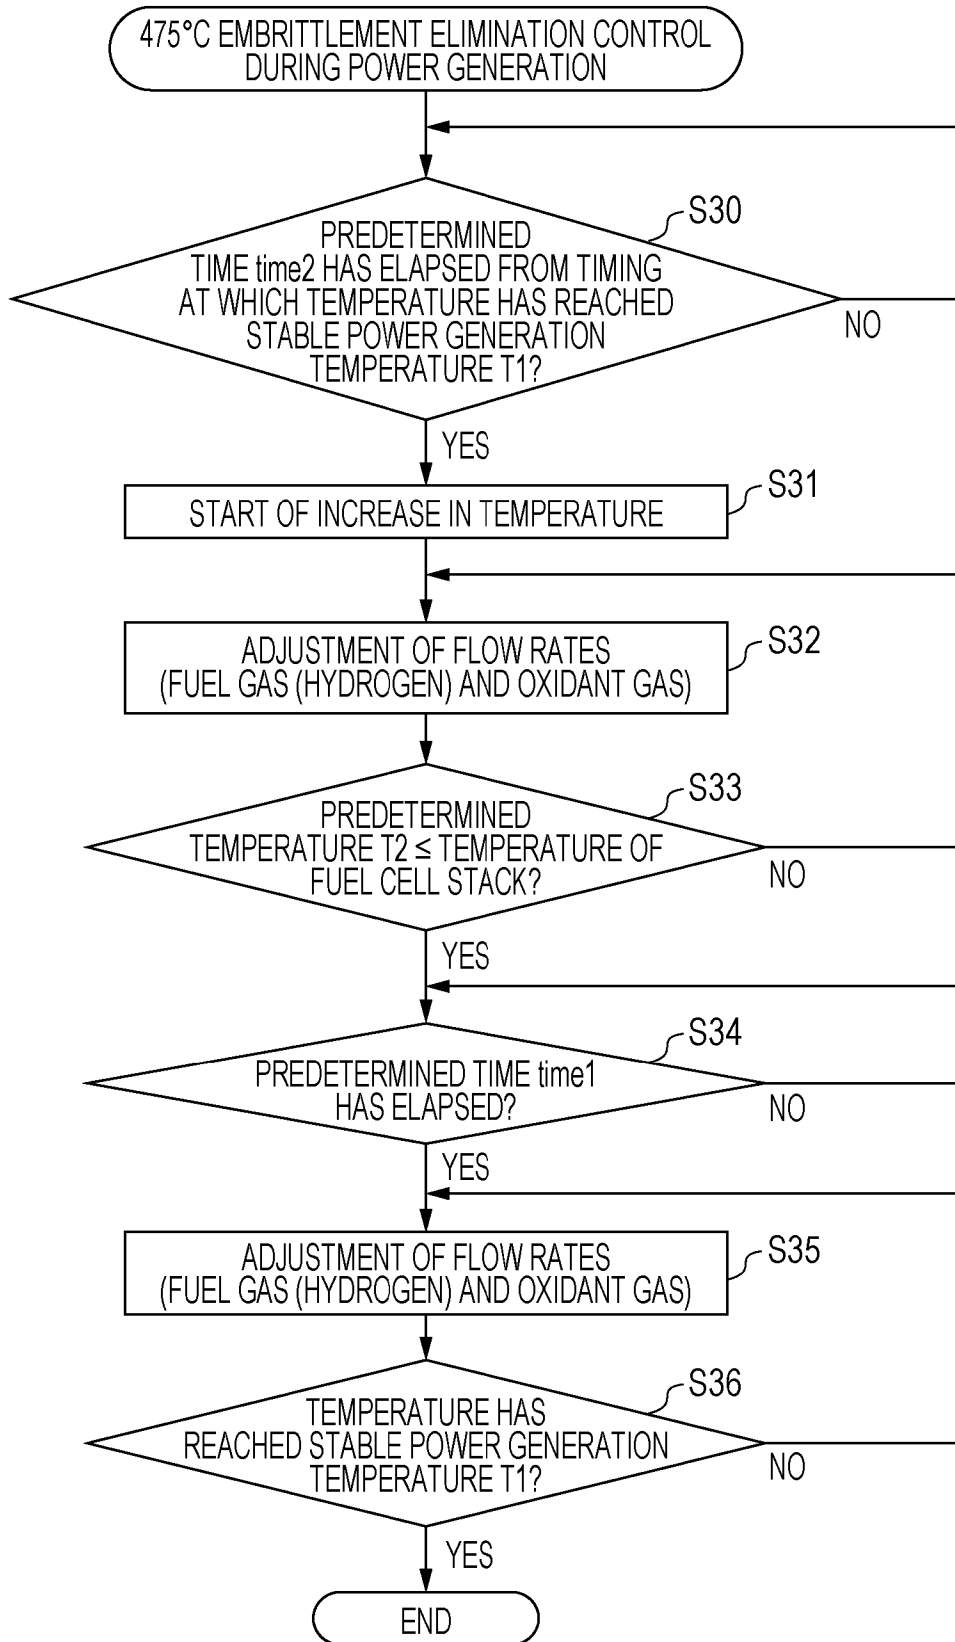 475°C EMBRITTLEMENT ELIMINATION CONTROL
DURING POWER GENERATION
S30
PREDETERMINED
TIME time2 HAS ELAPSED FROM TIMING
AT WHICH TEMPERATURE HAS REACHED
STABLE POWER GENERATION
TEMPERATURE T1?
NO
YES
S31
START OF INCREASE IN TEMPERATURE
S32
ADJUSTMENT OF FLOW RATES
(FUEL GAS (HYDROGEN) AND OXIDANT GAS)
S33
PREDETERMINED
TEMPERATURE T2 ≤ TEMPERATURE OF
FUEL CELL STACK?
NO
YES
S34
PREDETERMINED TIME time1
HAS ELAPSED?
NO
YES
S35
ADJUSTMENT OF FLOW RATES
(FUEL GAS (HYDROGEN) AND OXIDANT GAS)
S36
TEMPERATURE HAS
REACHED STABLE POWER GENERATION
TEMPERATURE T1?
NO
YES
END